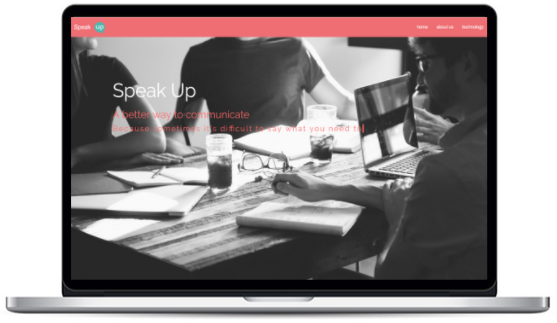 Speak up
Home about us technology
Speak Up
A better way to communicate
Because sometimes it's difficult to say what you need to!